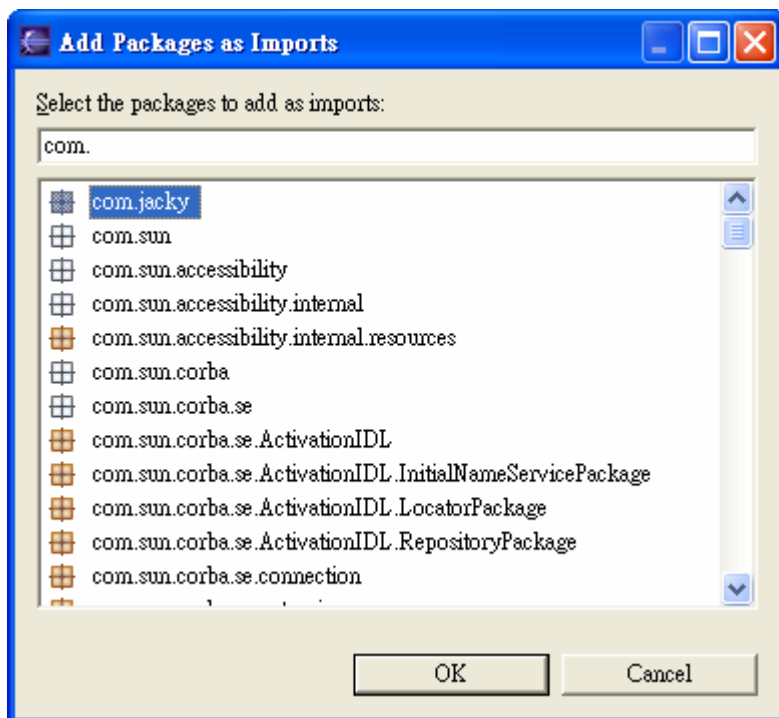 Add Packages as Imports
Select the packages to add as imports:
com.
com.jacky
com.sun
com.sun.accessibility
com.sun.accessibility.internal
com.sun.accessibility.internal.resources
com.sun.corba
com.sun.corba.se
com.sun.corba.se.ActivationIDL
com.sun.corba.se.ActivationIDL.InitialNameServicePackage
com.sun.corba.se.ActivationIDL.LocatorPackage
com.sun.corba.se.ActivationIDL.RepositoryPackage
com.sun.corba.se.connection
OK Cancel